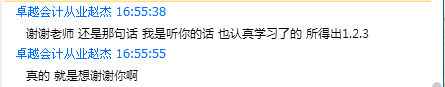 卓越会计从业赵杰 16:55:38
谢谢老师 还是那句话 我是听你的话 也认真学习了的 所得出1.2.3
卓越会计从业赵杰 16:55:55
真的 就是想谢谢你啊